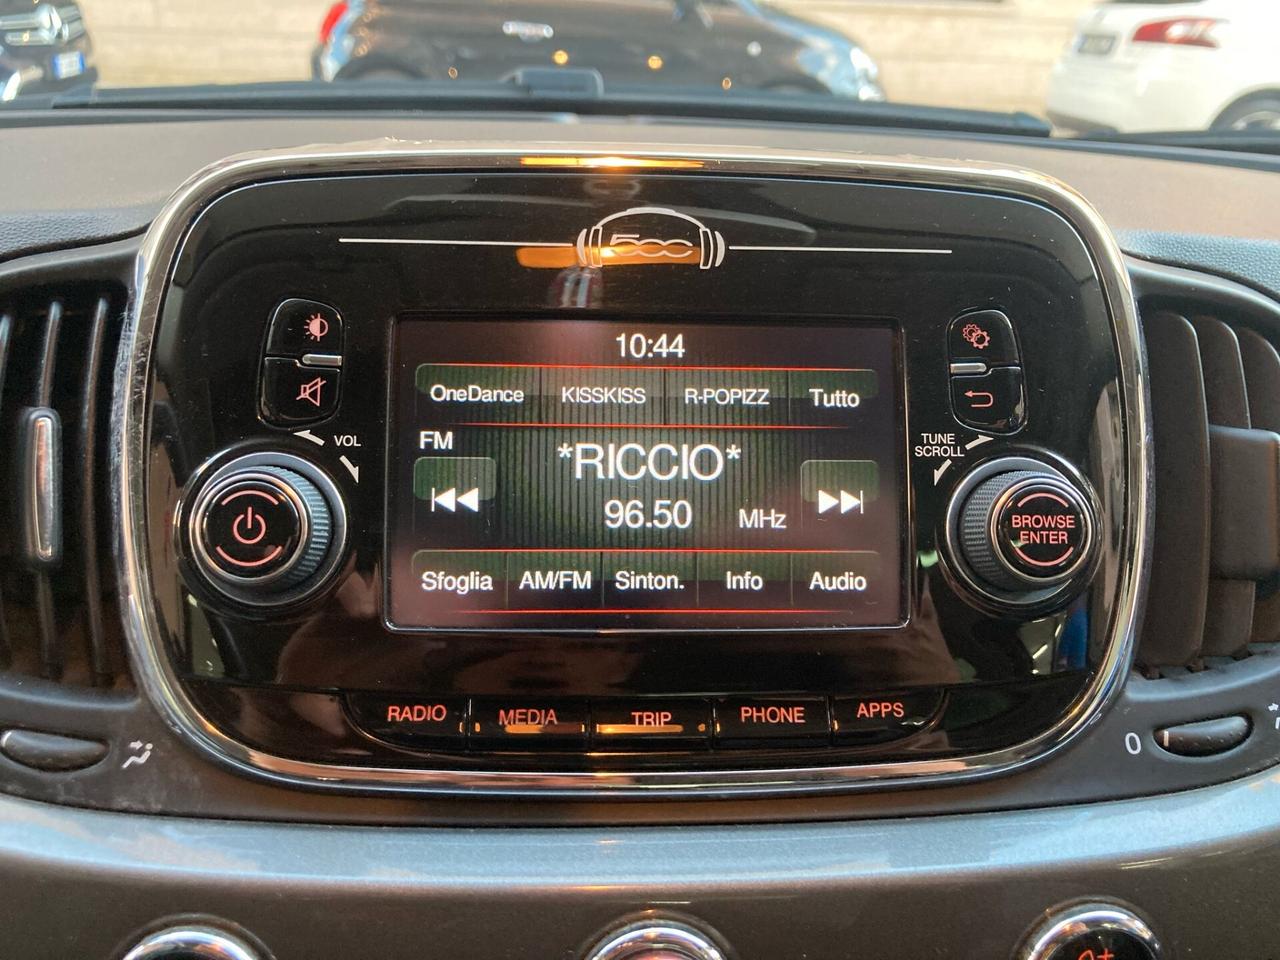 500
10:44
OneDance KISSKISS R-POPIZZ Tutto
FM
*RICCIO*
96.50 MHz
Sfoglia AM/FM Sinton. Info Audio
VOL
TUNE
SCROLL
BROWSE
ENTER
RADIO MEDIA TRIP PHONE APPS
0